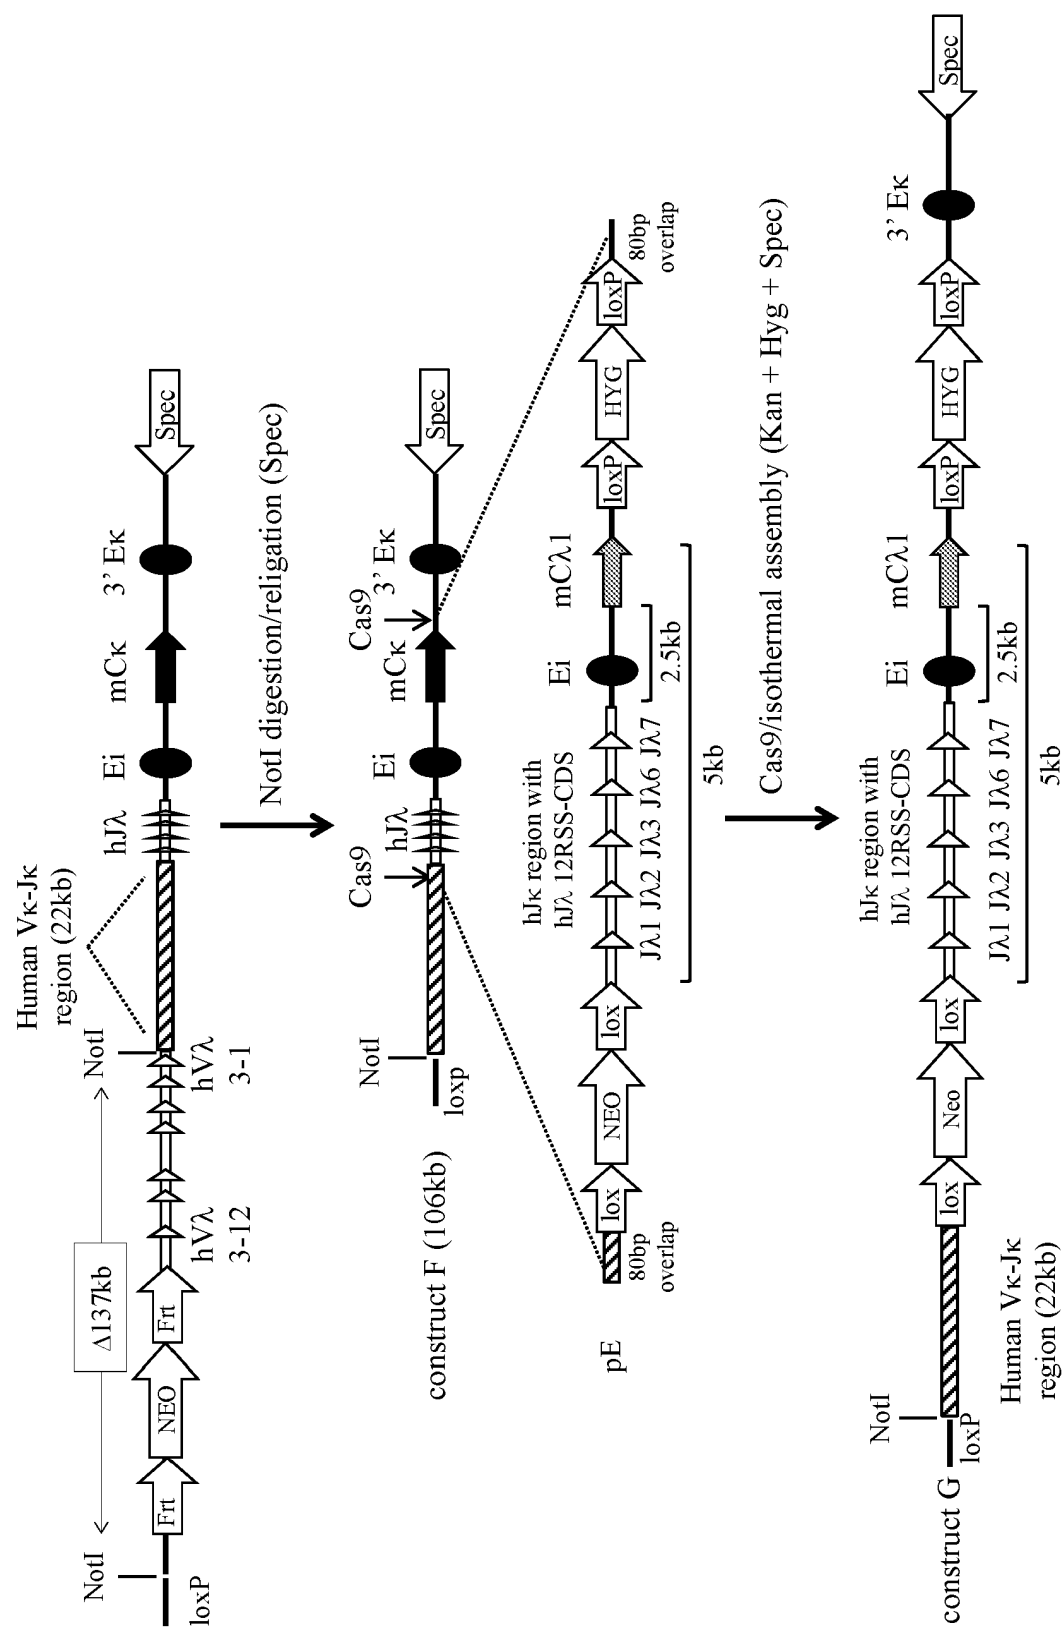 Human Vκ-Jκ
region (22kb)
NotI
Δ137kb
NotI
hJλ
Ei
mCκ
3’ Eκ
loxP
Frt
NEO
Frt
hVλ
3-12
hVλ
3-1
Spec
NotI digestion/religation (Spec)
construct F (106kb)
NotI
loxp
Cas9
hJλ
Ei
mCκ
Cas9
3’ Eκ
Spec
pE
80bp
overlap
lox
NEO
lox
hJκ region with
hJλ 12RSS-CDS
Jλ1 Jλ2 Jλ3 Jλ6 Jλ7
Ei
2.5kb
mCλ1
5kb
loxP
HYG
loxP
80bp
overlap
Cas9/isothermal assembly (Kan + Hyg + Spec)
construct G
NotI
loxP
Human Vκ-Jκ
region (22kb)
lox
Neo
lox
hJκ region with
hJλ 12RSS-CDS
Jλ1 Jλ2 Jλ3 Jλ6 Jλ7
Ei
2.5kb
mCλ1
5kb
loxP
HYG
loxP
3’ Eκ
Spec